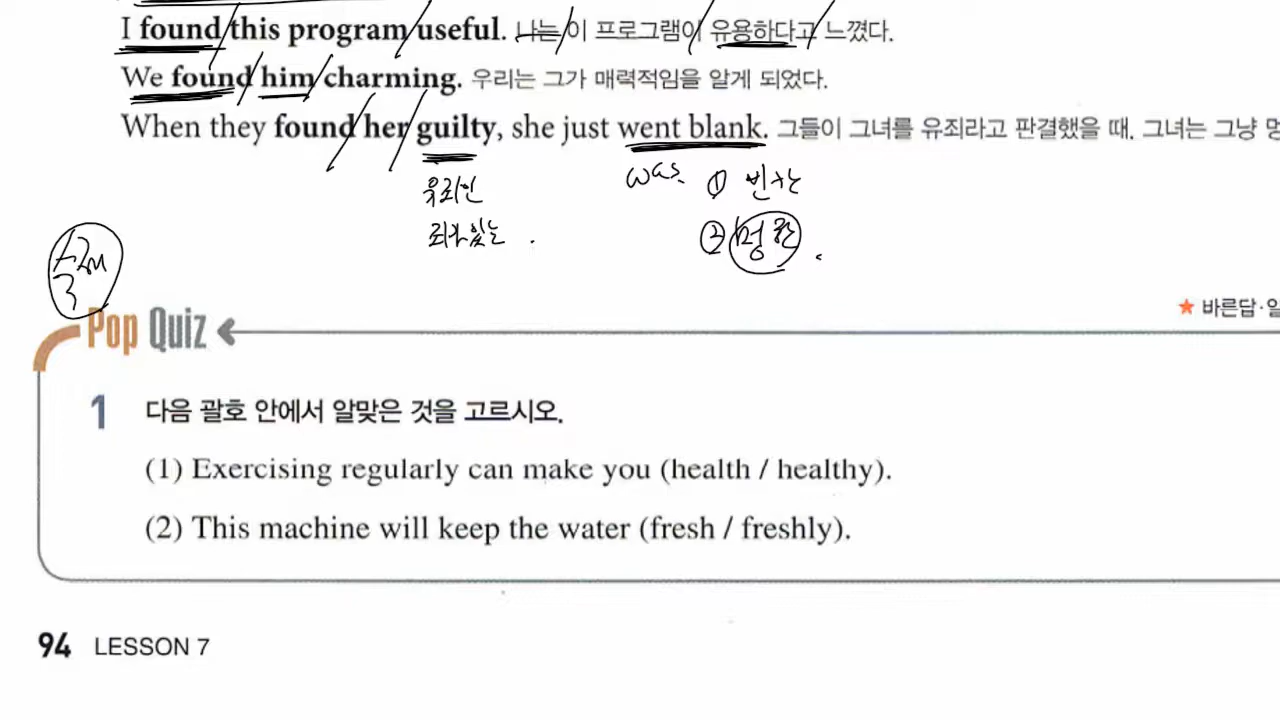 I found this program useful. 나는 이 프로그램이 유용하다고 느꼈다.
We found him charming. 우리는 그가 매력적임을 알게 되었다.
When they found her guilty, she just went blank. 그들이 그녀를 유죄라고 판결했을 때, 그녀는 그냥 멍
유죄인 was. ① 빈 
죄가 있는 . ② 멍한 .
숙제
Pop Quiz
★ 바른답·알
1 다음 괄호 안에서 알맞은 것을 고르시오.
(1) Exercising regularly can make you (health / healthy).
(2) This machine will keep the water (fresh / freshly).
94 LESSON 7